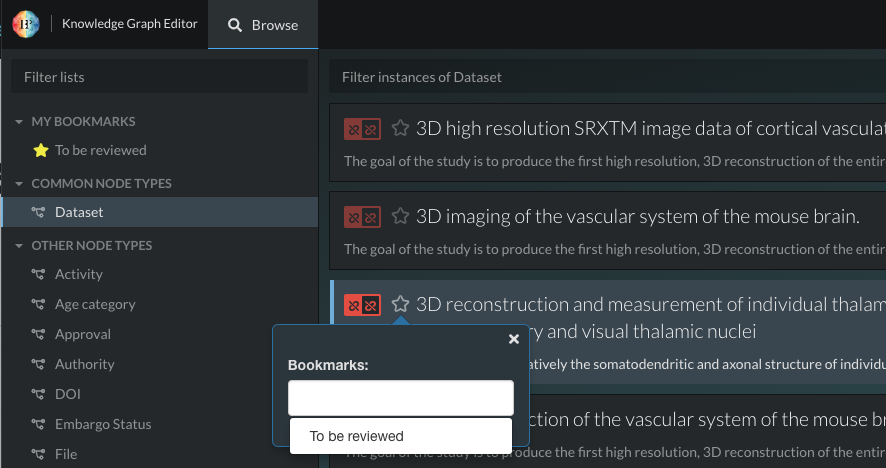 Knowledge Graph Editor
Browse
Filter lists
MY BOOKMARKS
To be reviewed
COMMON NODE TYPES
Dataset
OTHER NODE TYPES
Activity
Age category
Approval
Authority
DOI
Embargo Status
File
Filter instances of Dataset
3D high resolution SRXTM image data of cortical vascula
The goal of the study is to produce the first high resolution, 3D reconstruction of the entir
3D imaging of the vascular system of the mouse brain.
The goal of the study is to produce the first high resolution, 3D reconstruction of the entir
3D reconstruction and measurement of individual thalam
ry and visual thalamic nuclei
atively the somatodendritic and axonal structure of individu
ction of the vascular system of the mouse br
The goal of the study is to produce the first high resolution, 3D reconstruction of the entir
Bookmarks:
To be reviewed